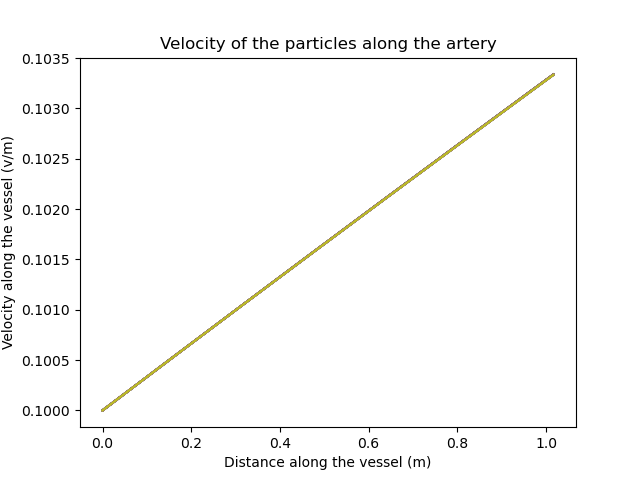 Velocity of the particles along the artery
0.1035
0.1030
0.1025
0.1020
0.1015
0.1010
0.1005
0.1000
Velocity along the vessel (v/m)
0.0 0.2 0.4 0.6 0.8 1.0
Distance along the vessel (m)